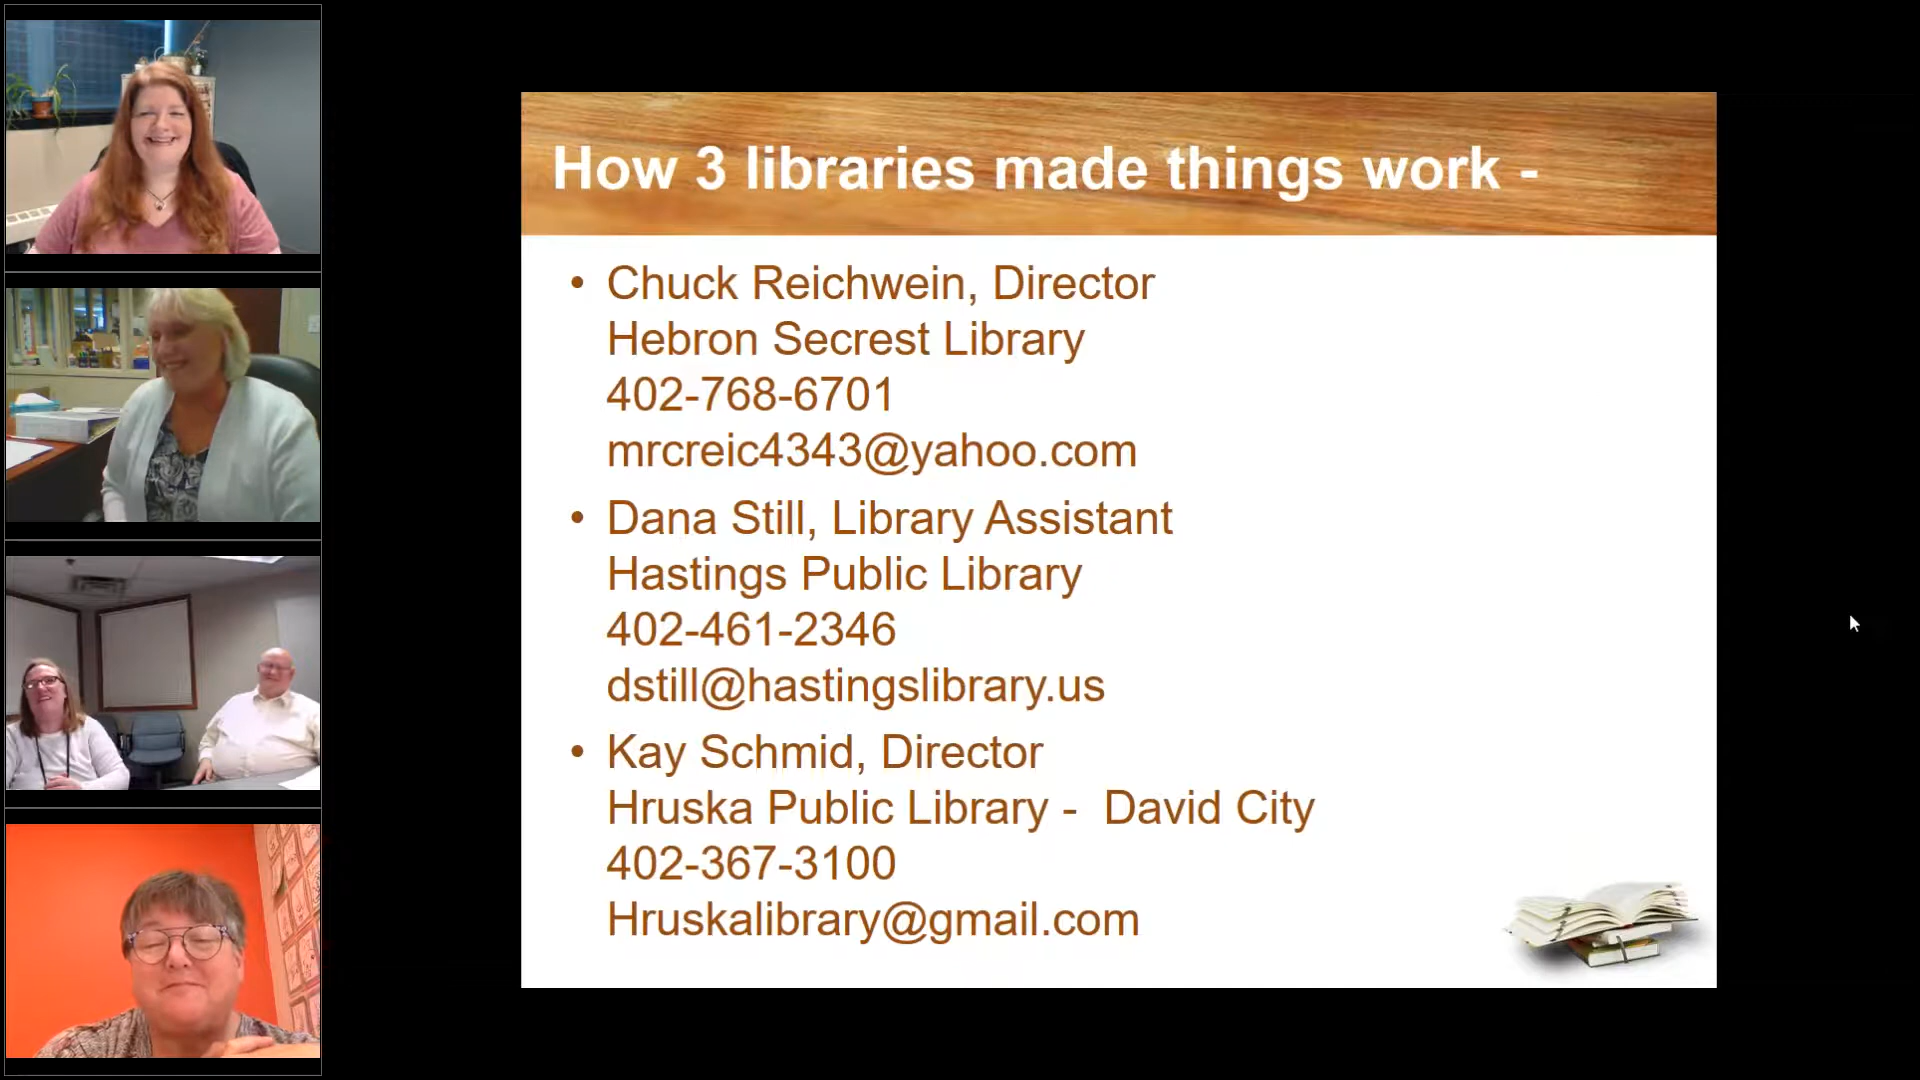 How 3 libraries made things work -
• Chuck Reichwein, Director
Hebron Secrest Library
402-768-6701
mrcreic4343@yahoo.com
• Dana Still, Library Assistant
Hastings Public Library
402-461-2346
dstill@hastingslibrary.us
• Kay Schmid, Director
Hruska Public Library -  David City
402-367-3100
Hruskalibrary@gmail.com